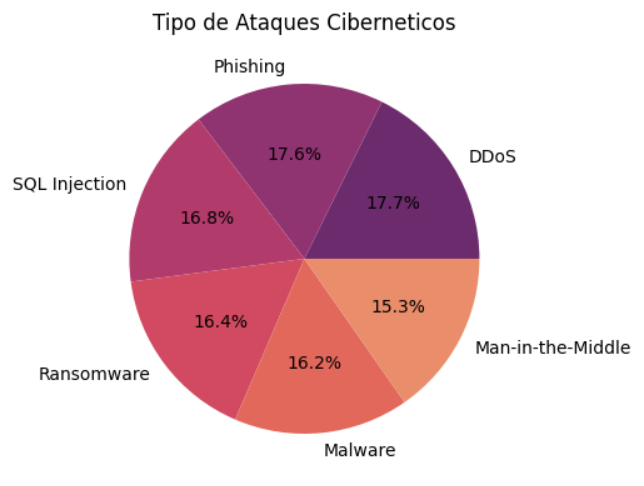 Tipo de Ataques Ciberneticos
Phishing
DDoS
17.6%
17.7%
SQL Injection
16.8%
16.4%
15.3%
Ransomware
16.2%
Man-in-the-Middle
Malware